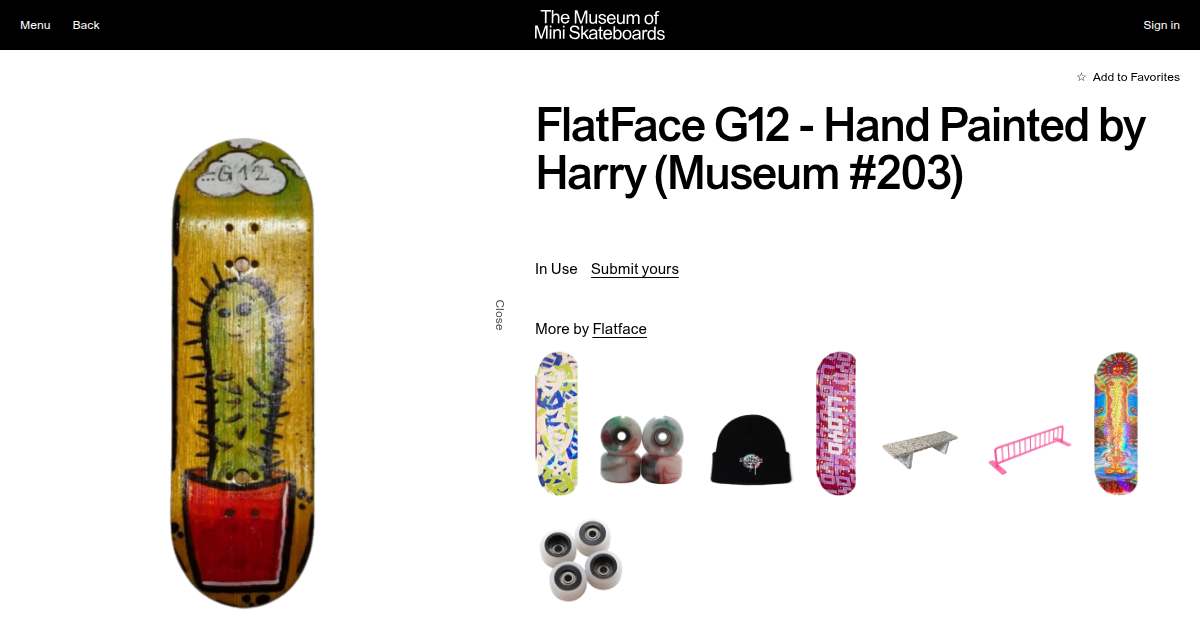 Menu
Back
The Museum of
Mini Skateboards
Sign in
☆ Add to Favorites
FlatFace G12 - Hand Painted by
Harry (Museum #203)
G12
In Use
Submit yours
Close
More by Flatface